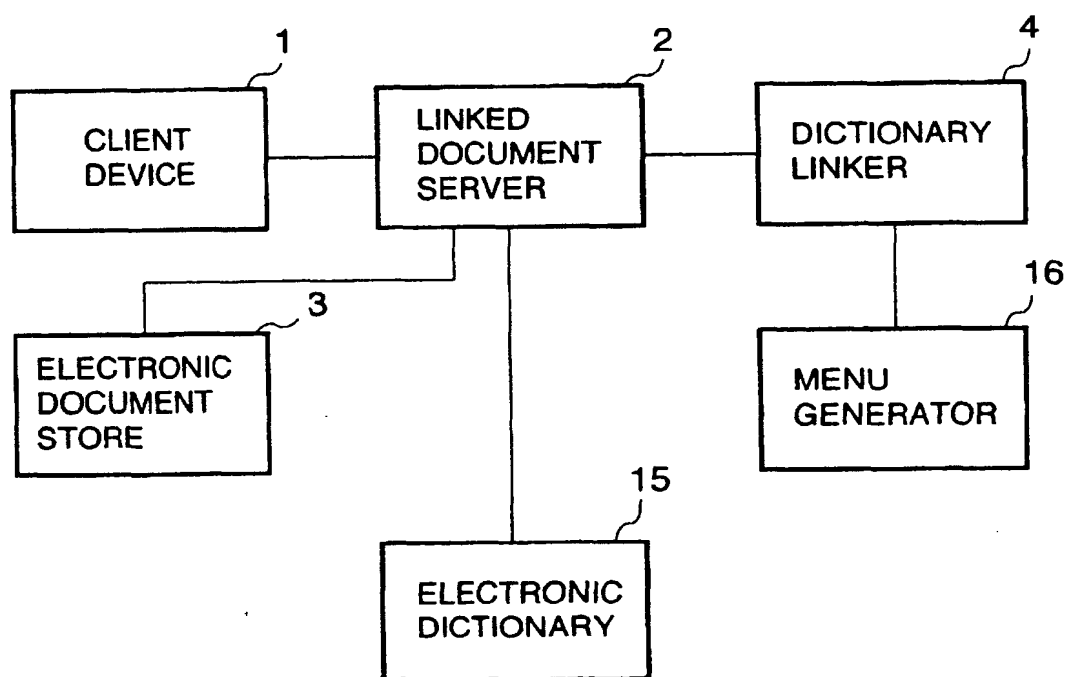 1
CLIENT
DEVICE
2
LINKED
DOCUMENT
SERVER
4
DICTIONARY
LINKER
3
ELECTRONIC
DOCUMENT
STORE
16
MENU
GENERATOR
15
ELECTRONIC
DICTIONARY